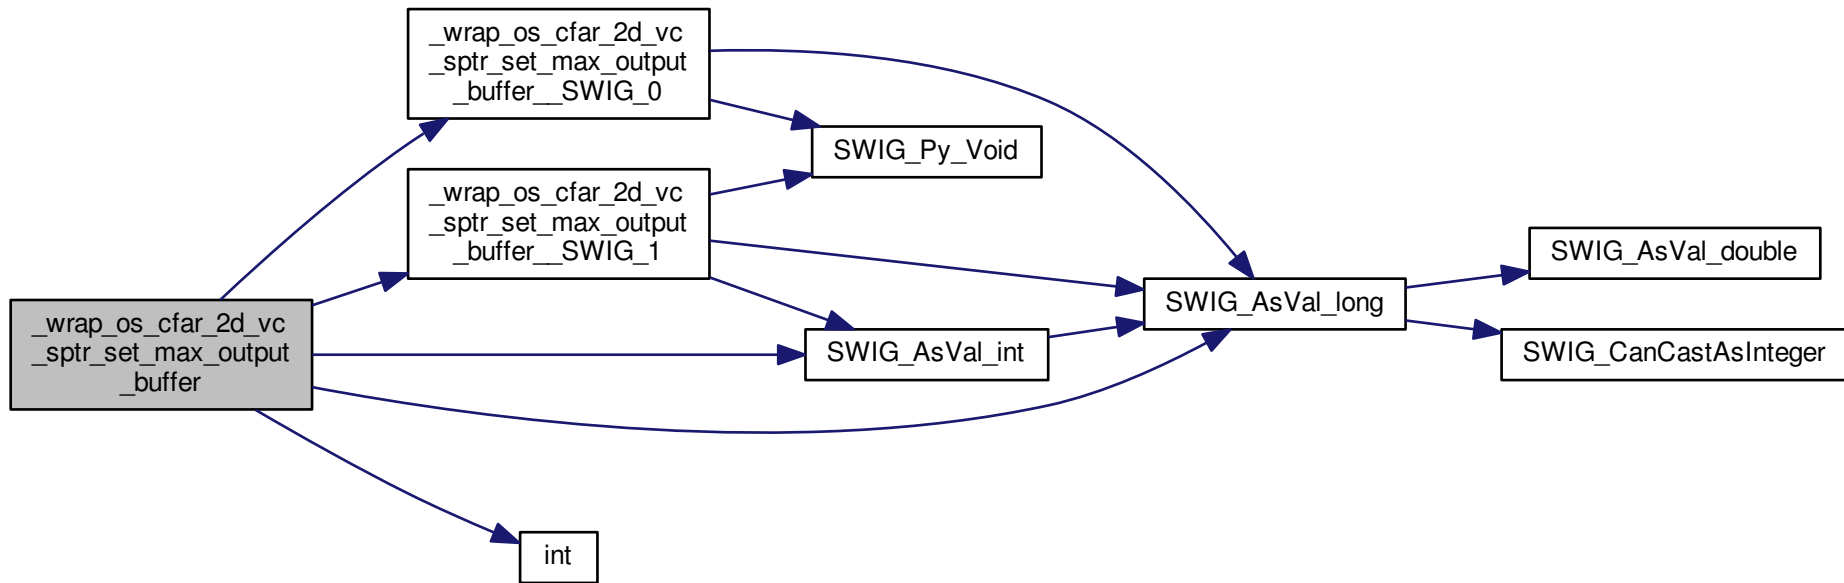 _wrap_os_cfar_2d_vc
_sptr_set_max_output
_buffer__SWIG_0
SWIG_Py_Void
_wrap_os_cfar_2d_vc
_sptr_set_max_output
_buffer__SWIG_1
SWIG_AsVal_double
SWIG_AsVal_long
_wrap_os_cfar_2d_vc
_sptr_set_max_output
_buffer
SWIG_AsVal_int
SWIG_CanCastAsInteger
int